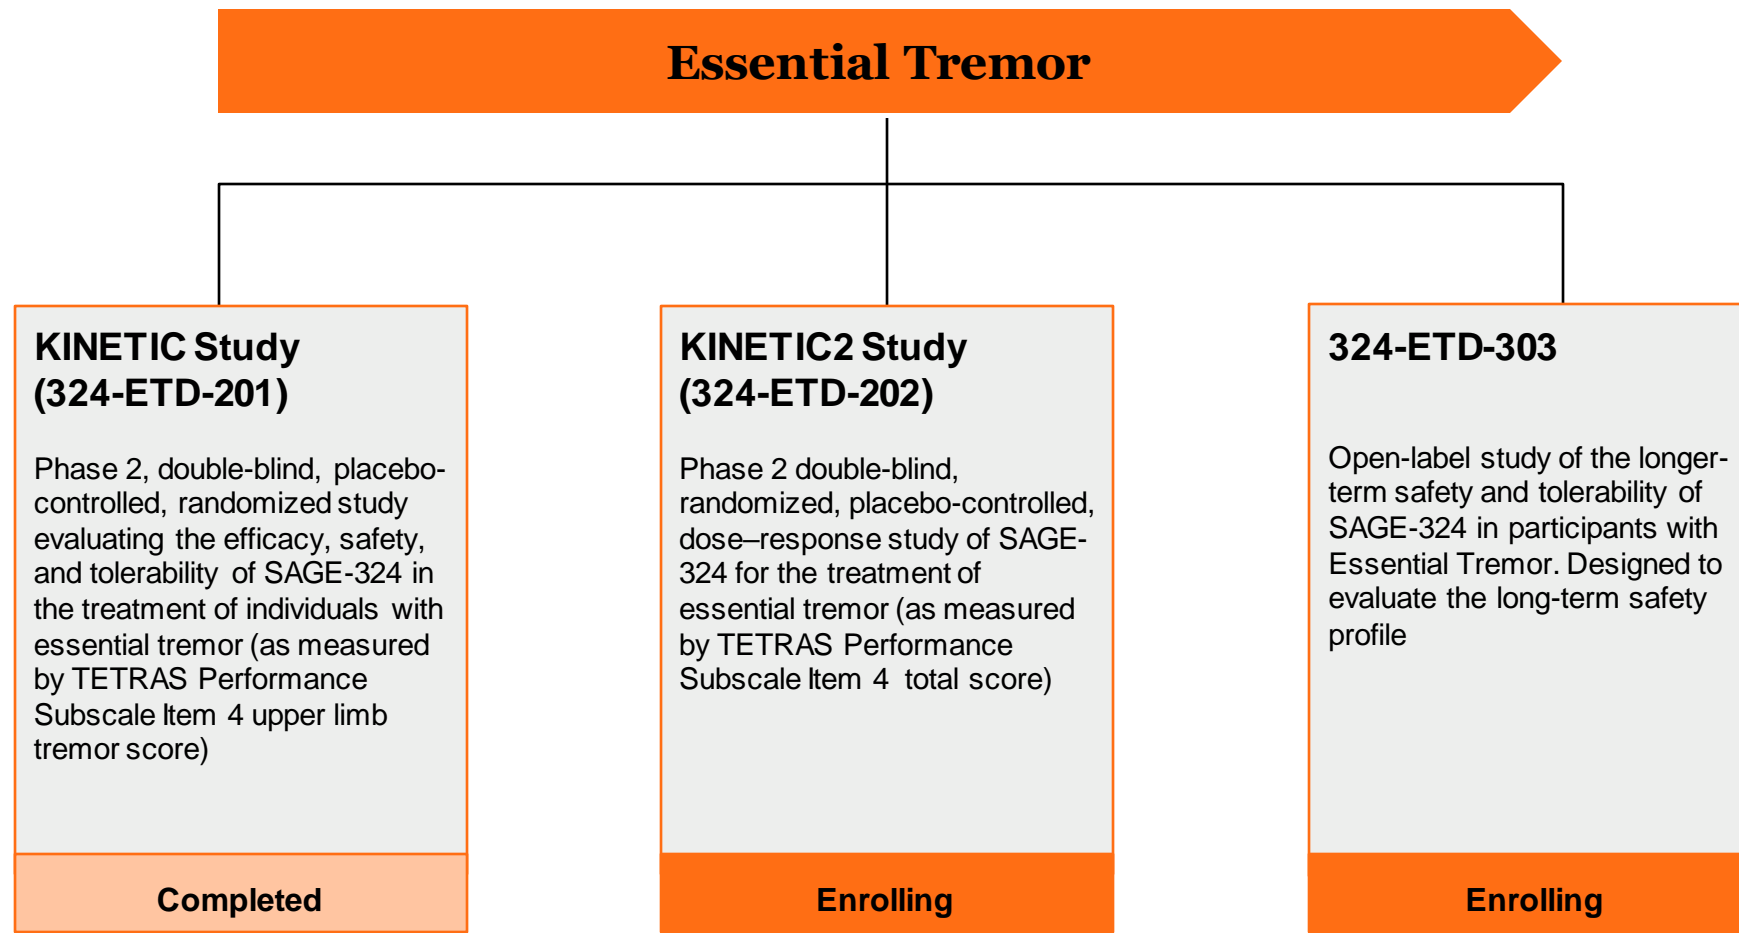 Essential Tremor
KINETIC Study
(324-ETD-201)
Phase 2, double-blind, placebo-
controlled, randomized study
evaluating the efficacy, safety,
and tolerability of SAGE-324 in
the treatment of individuals with
essential tremor (as measured
by TETRAS Performance
Subscale Item 4 upper limb
tremor score)
Completed
KINETIC2 Study
(324-ETD-202)
Phase 2 double-blind,
randomized, placebo-controlled,
dose–response study of SAGE-
324 for the treatment of
essential tremor (as measured
by TETRAS Performance
Subscale Item 4 total score)
Enrolling
324-ETD-303
Open-label study of the longer-
term safety and tolerability of
SAGE-324 in participants with
Essential Tremor. Designed to
evaluate the long-term safety
profile
Enrolling